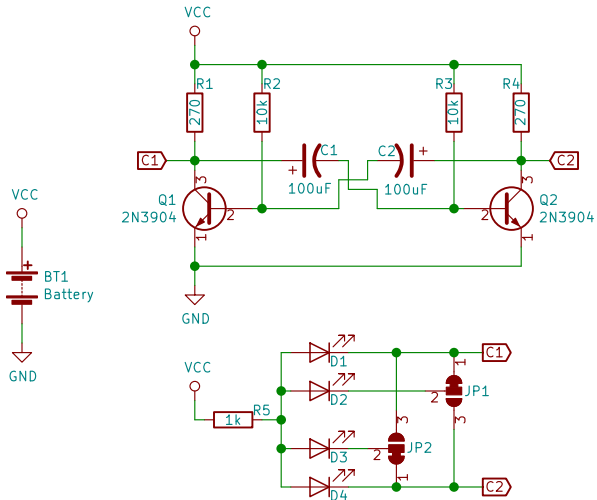 VCC
R1
270
R2
10k
R3
10k
R4
270
C1
C1
+
100uF
C2
+
100uF
C2
Q1
2N3904
3
2
1
Q2
2N3904
3
2
1
GND
VCC
+
BT1
Battery
GND
VCC
R5
1k
D1
D2
D3
D4
C1
1
JP1
2
3
3
JP2
2
1
C2